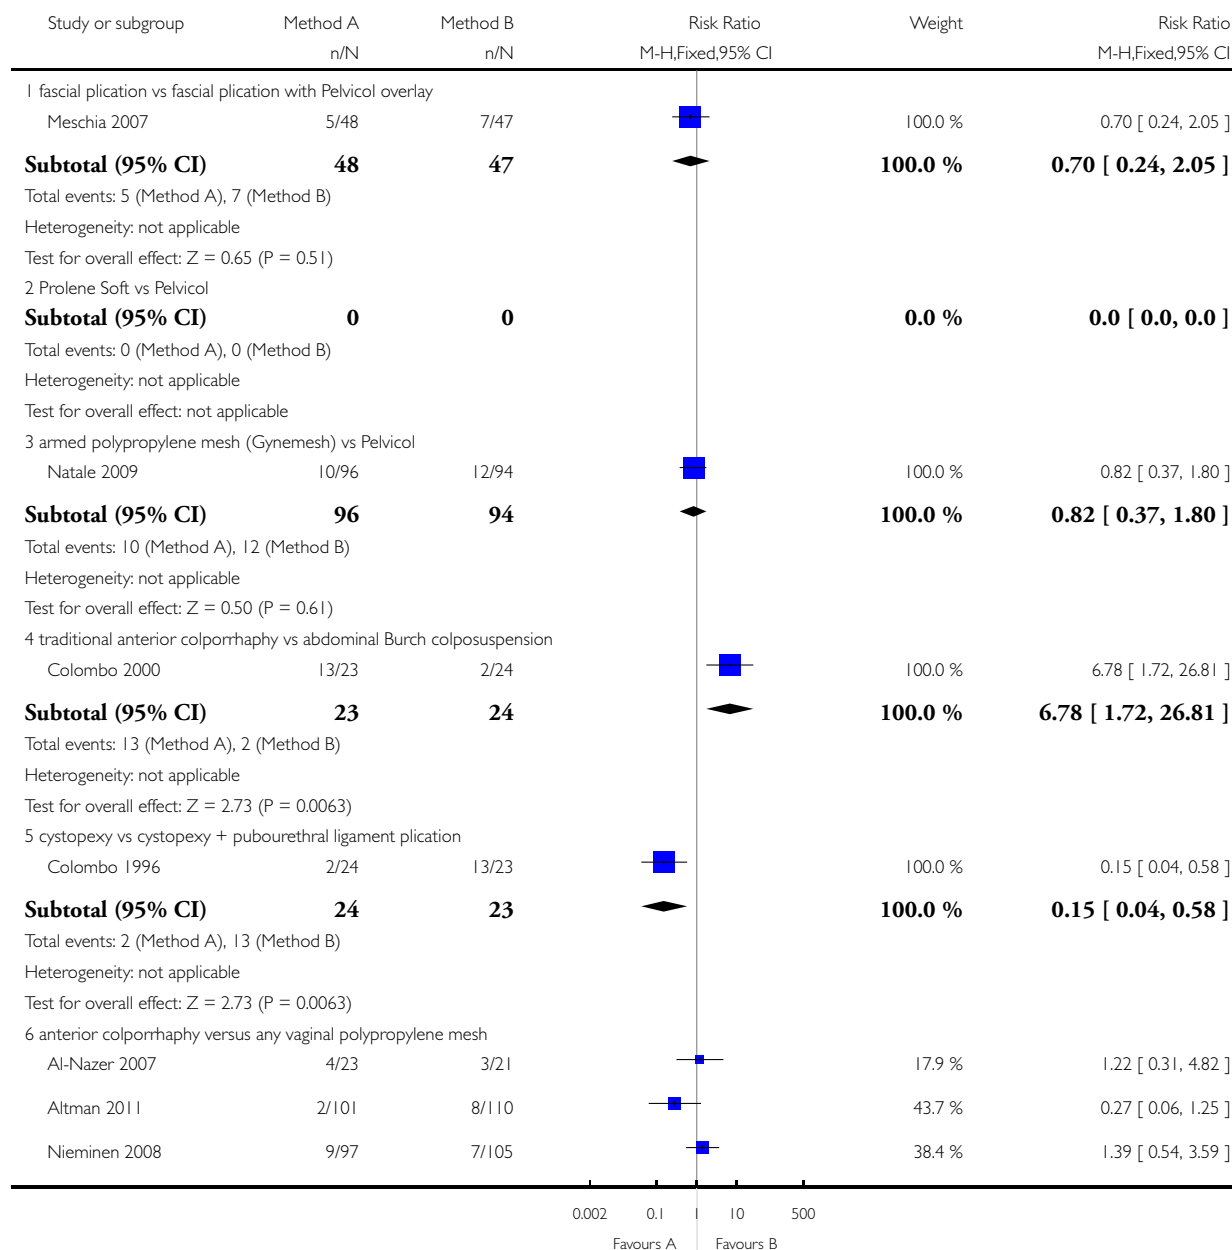 Study or subgroup Method A Method B Risk Ratio Weight Risk Ratio
n/N n/N M-H,Fixed,95% CI M-H,Fixed,95% CI
1 fascial plication vs fascial plication with Pelvicol overlay
Meschia 2007 5/48 7/47 100.0 % 0.70 [ 0.24, 2.05 ]
Subtotal (95% CI) 48 47 100.0 % 0.70 [ 0.24, 2.05 ]
Total events: 5 (Method A), 7 (Method B)
Heterogeneity: not applicable
Test for overall effect: Z = 0.65 (P = 0.51)
2 Prolene Soft vs Pelvicol
Subtotal (95% CI) 0 0 0.0 % 0.0 [ 0.0, 0.0 ]
Total events: 0 (Method A), 0 (Method B)
Heterogeneity: not applicable
Test for overall effect: not applicable
3 armed polypropylene mesh (Gynemesh) vs Pelvicol
Natale 2009 10/96 12/94 100.0 % 0.82 [ 0.37, 1.80 ]
Subtotal (95% CI) 96 94 100.0 % 0.82 [ 0.37, 1.80 ]
Total events: 10 (Method A), 12 (Method B)
Heterogeneity: not applicable
Test for overall effect: Z = 0.50 (P = 0.61)
4 traditional anterior colporrhaphy vs abdominal Burch colposuspension
Colombo 2000 13/23 2/24 100.0 % 6.78 [ 1.72, 26.81 ]
Subtotal (95% CI) 23 24 100.0 % 6.78 [ 1.72, 26.81 ]
Total events: 13 (Method A), 2 (Method B)
Heterogeneity: not applicable
Test for overall effect: Z = 2.73 (P = 0.0063)
5 cystopexy vs cystopexy + pubourethral ligament plication
Colombo 1996 2/24 13/23 100.0 % 0.15 [ 0.04, 0.58 ]
Subtotal (95% CI) 24 23 100.0 % 0.15 [ 0.04, 0.58 ]
Total events: 2 (Method A), 13 (Method B)
Heterogeneity: not applicable
Test for overall effect: Z = 2.73 (P = 0.0063)
6 anterior colporrhaphy versus any vaginal polypropylene mesh
Al-Nazer 2007 4/23 3/21 17.9 % 1.22 [ 0.31, 4.82 ]
Altman 2011 2/101 8/110 43.7 % 0.27 [ 0.06, 1.25 ]
Nieminen 2008 9/97 7/105 38.4 % 1.39 [ 0.54, 3.59 ]
0.002 0.1 1 10 500
Favours A Favours B